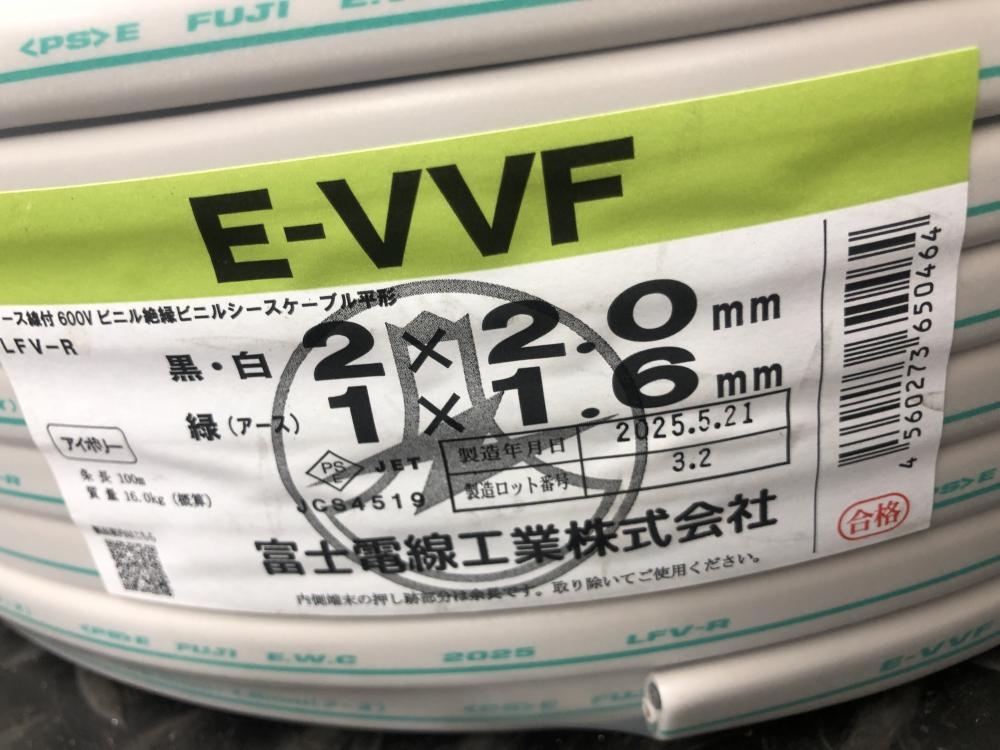 <PS>E FUJI
E-VVF
ース線付600Vビニル絶縁ビニルシースケーブル平形
LFV-R
黒・白 2×2.0mm
緑(アース) 1×1.6mm
アイボリー
条長 100m
質量 16.0kg(概算)
PS E JET
JCS4519
製造年月日 2025.5.21
製造ロット番号 3.2
富士電線工業株式会社
内側端末の押し跡部分は余長です。取り除いてご使用ください。
4560273650464
合格
<PS>E FUJI E.W.C 2025 LFV-R
E-VVF